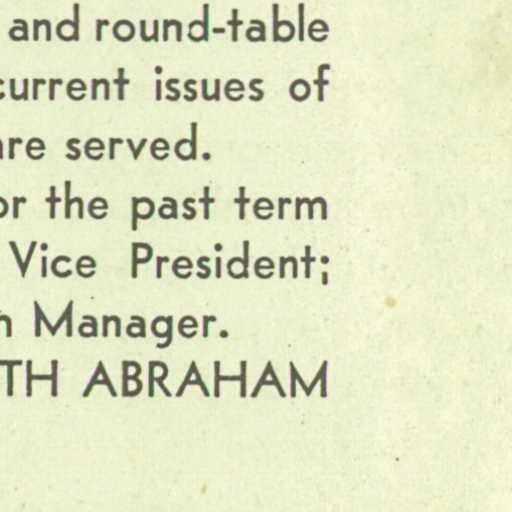 and round-table
current issues of
are served.
or the past term
Vice President;
n Manager.
TH ABRAHAM